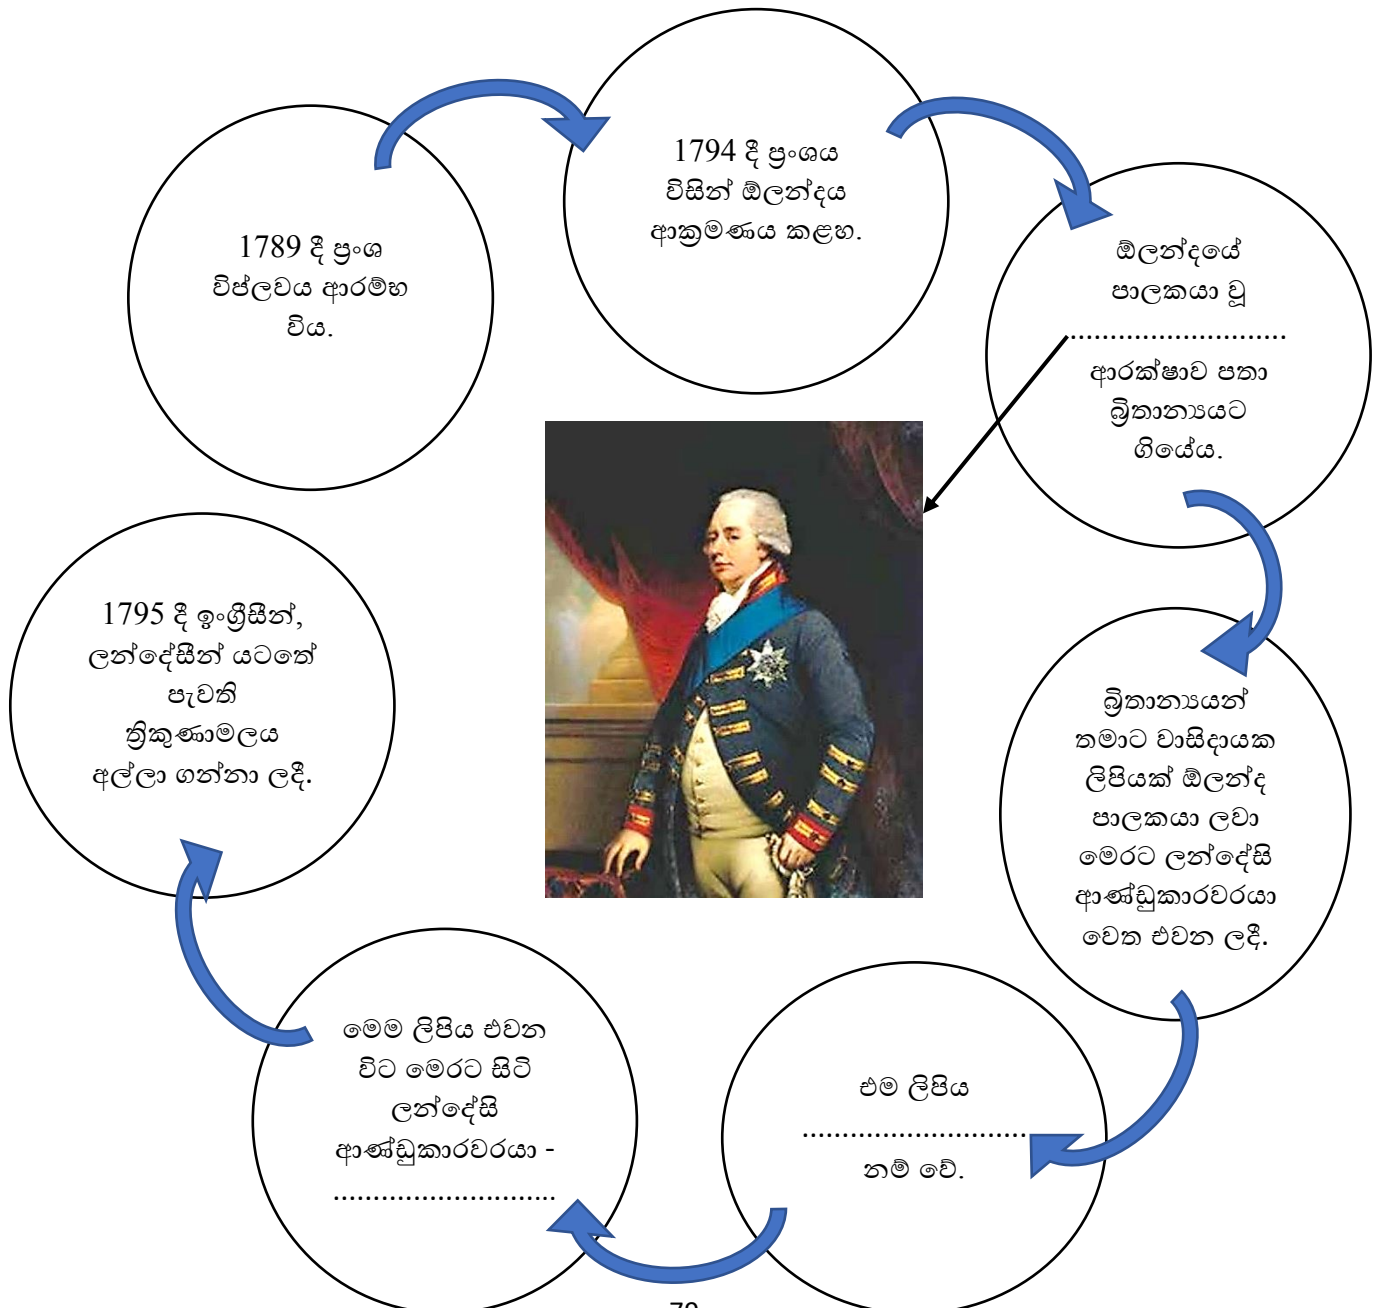 1789 දී ප්‍රංශ
විප්ලවය ආරම්භ
විය.
1794 දී ප්‍රංශය
විසින් ඕලන්දය
ආක්‍රමණය කළහ.
ඕලන්දයේ
පාලකයා වූ
...........................
ආරක්ෂාව පතා
බ්‍රිතාන්‍යයට
ගියේය.
බ්‍රිතාන්‍යයන්
තමාට වාසිදායක
ලිපියක් ඕලන්ද
පාලකයා ලවා
මෙරට ලන්දේසි
ආණ්ඩුකාරවරයා
වෙත එවන ලදී.
එම ලිපිය
............................
නම් වේ.
මෙම ලිපිය එවන
විට මෙරට සිටි
ලන්දේසි
ආණ්ඩුකාරවරයා -
............................
1795 දී ඉංග්‍රීසීන්,
ලන්දේසීන් යටතේ
පැවති
ත්‍රිකුණාමලය
අල්ලා ගන්නා ලදී.